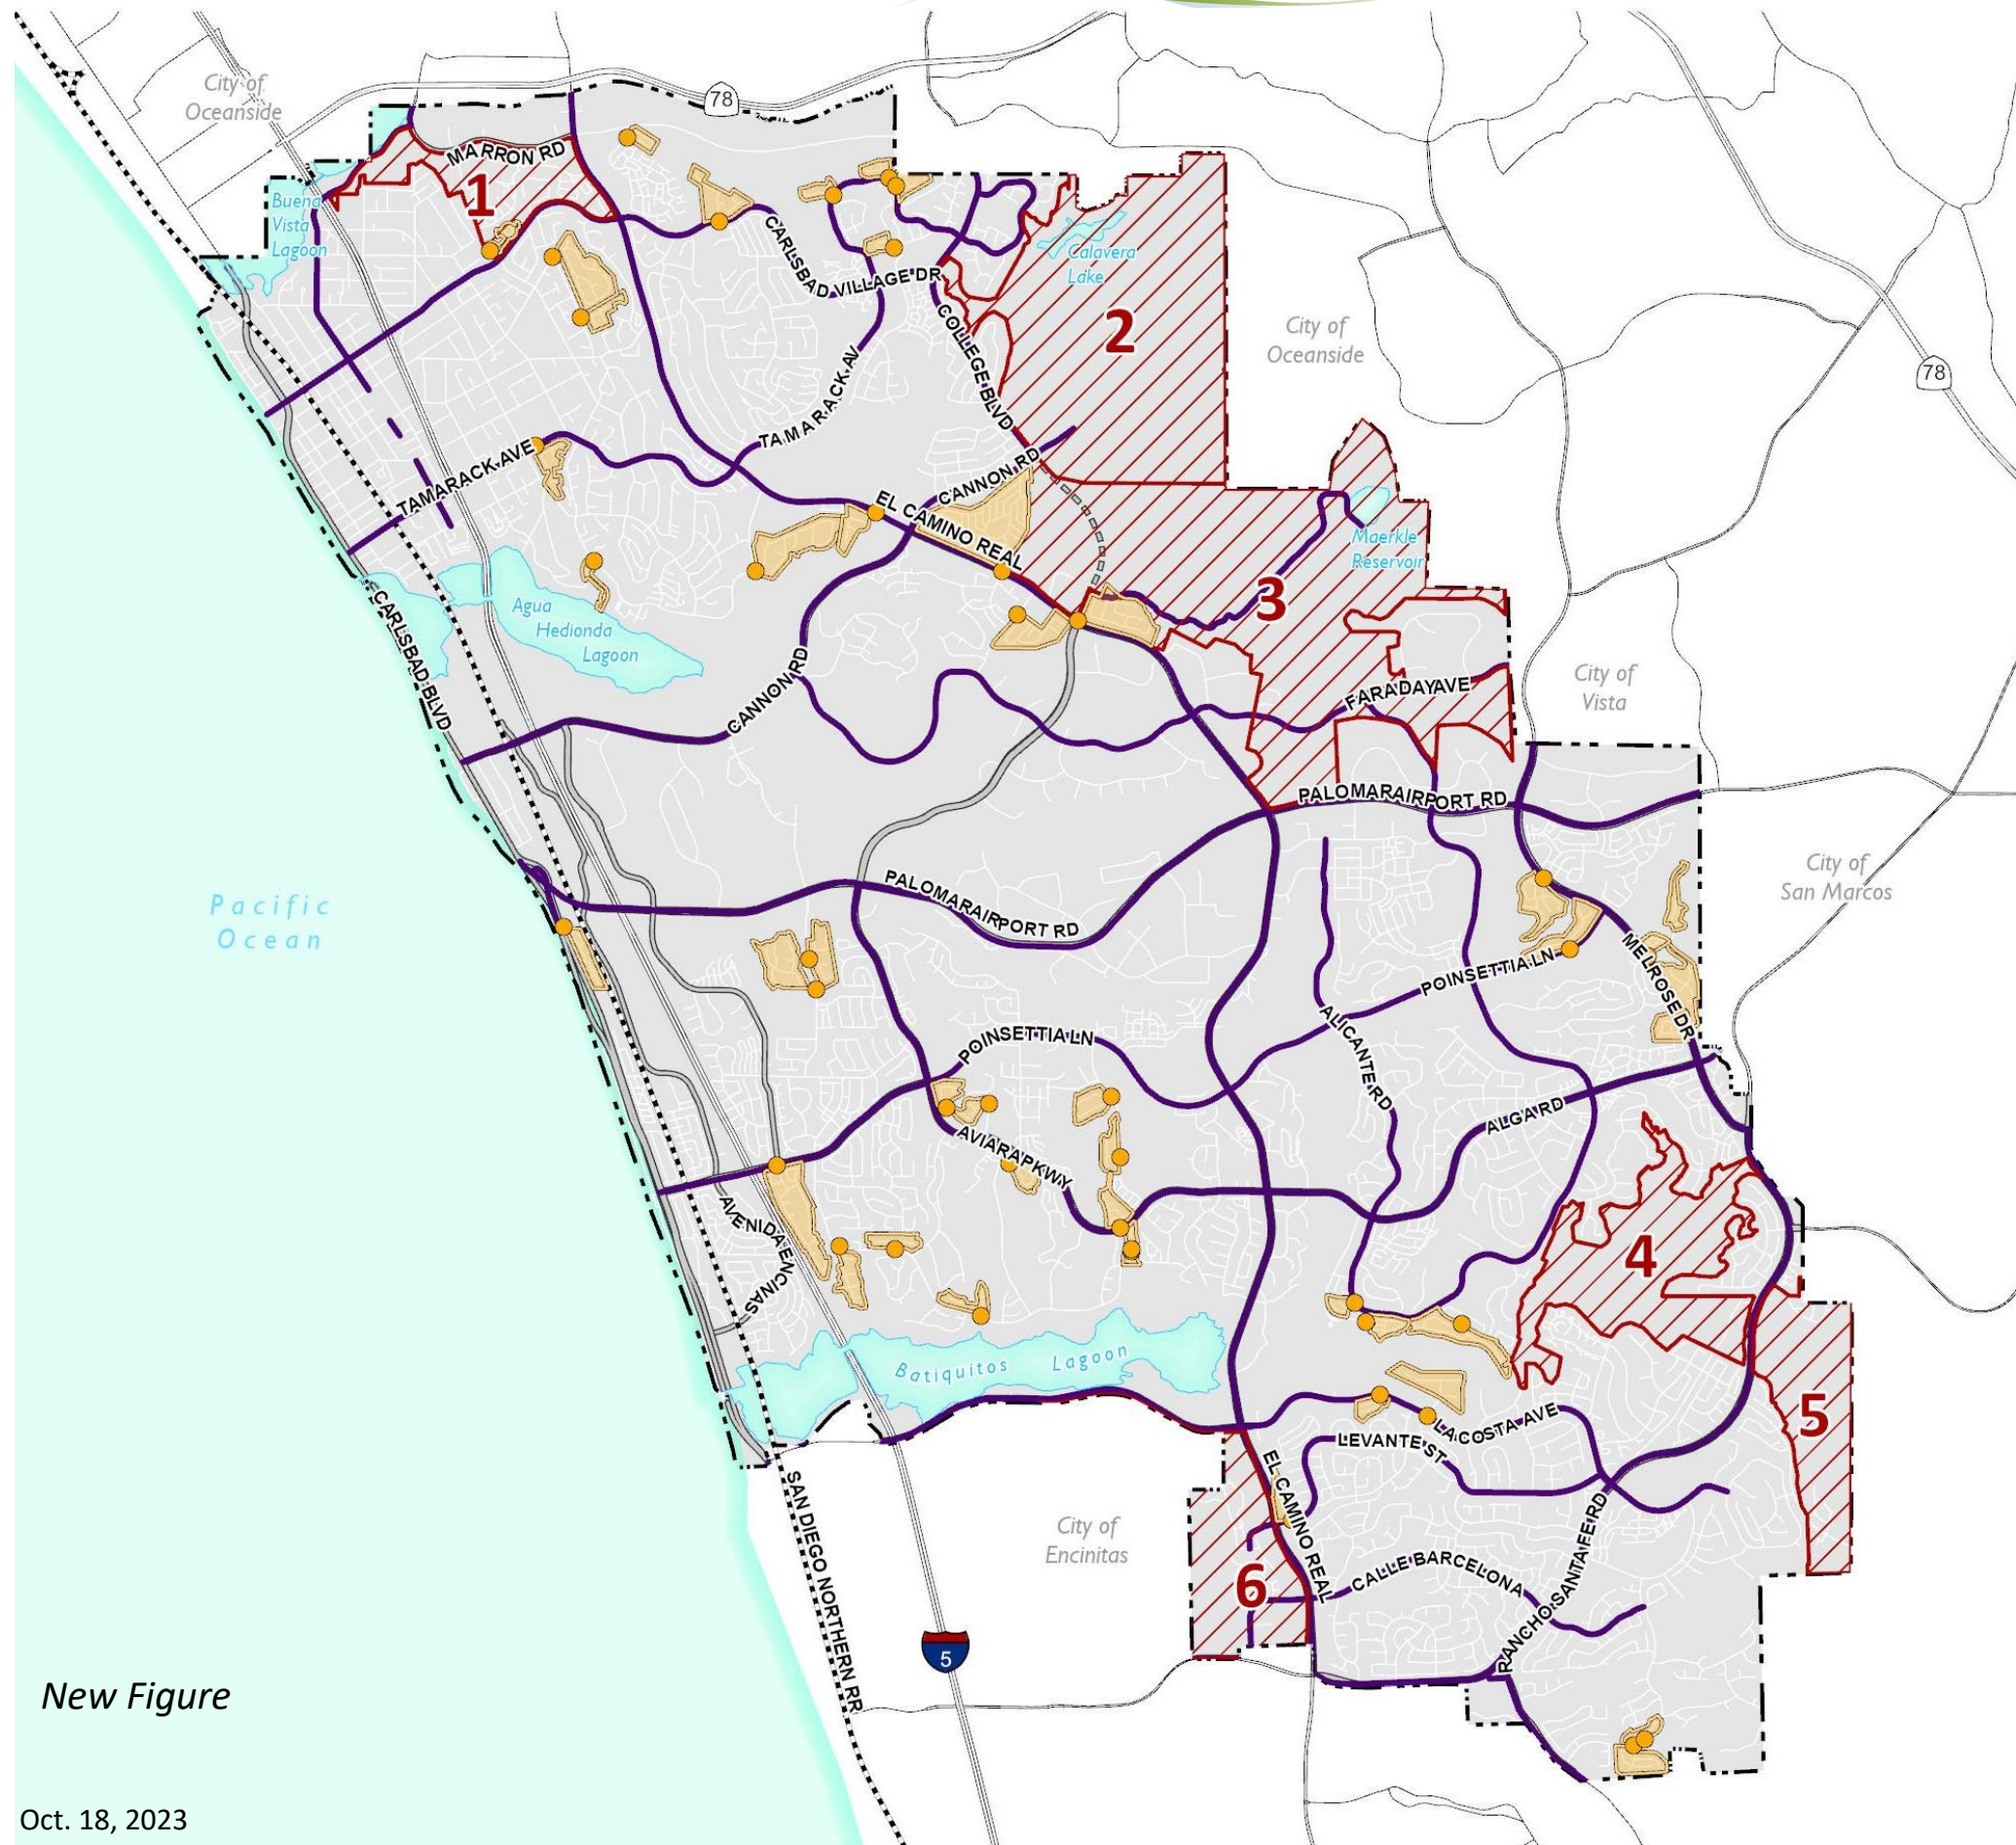 City of
Oceanside
78
MARRON RD
1
Buena
Vista
Lagoon
CARLSBAD VILLAGE DR
Calavera
Lake
2
COLLEGE BLVD
City of
Oceanside
78
TAMARACK AV
TAMARACK AVE
CANNON RD
EL CAMINO REAL
Maerkle
Reservoir
3
Agua
Hedionda
Lagoon
CARLSBAD BLVD
CANNON RD
FARADAY AVE
City of
Vista
PALOMAR AIRPORT RD
City of
San Marcos
PALOMAR AIRPORT RD
Pacific
Ocean
MELROSE DR
POINSETTIA LN
ALICANTE RD
POINSETTIA LN
ALGA RD
AVIARA PKWY
AVENIDA ENCINAS
4
Batiquitos Lagoon
5
LA COSTA AVE
LEVANTE ST
EL CAMINO REAL
SAN DIEGO NORTHERN RR
City of
Encinitas
6
CALLE BARCELONA
RANCHO SANTA FE RD
5
New Figure
Oct. 18, 2023